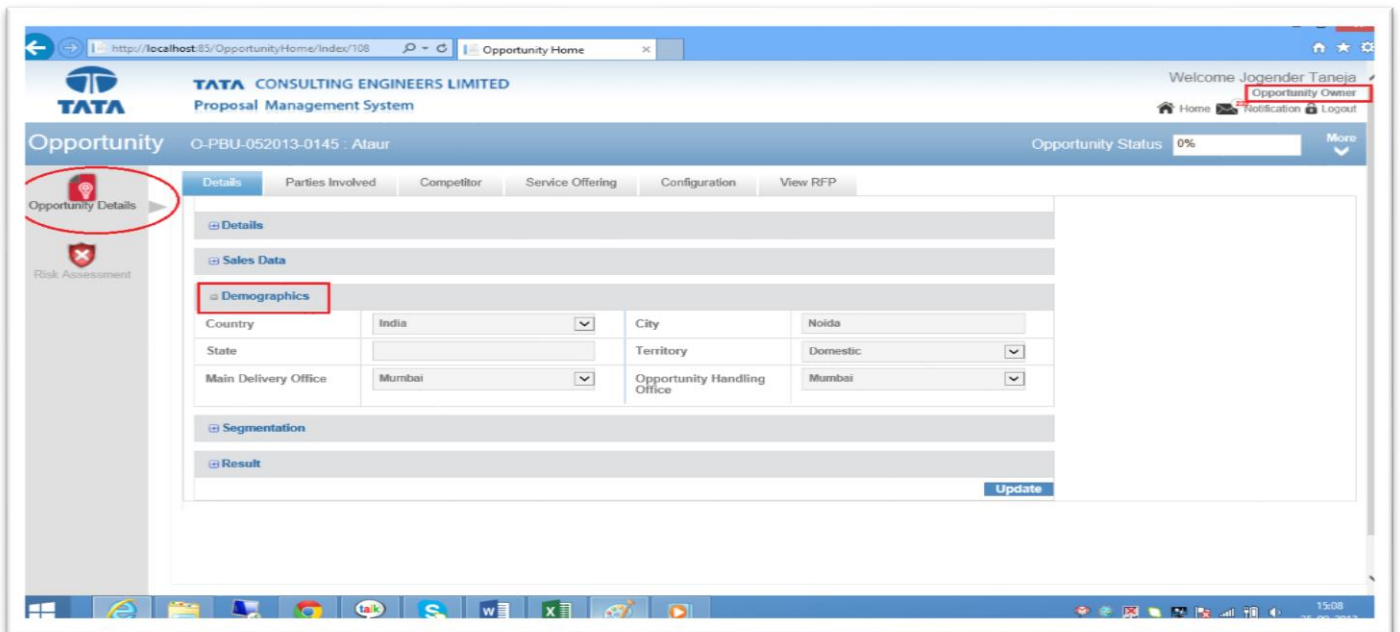 http://localhost:85/OpportunityHome/Index/108
Opportunity Home
TATA
TATA CONSULTING ENGINEERS LIMITED
Proposal Management System
Welcome Jogender Taneja
Opportunity Owner
Home Notification Logout
Opportunity O-PBU-052013-0145 : Ataur Opportunity Status 0% More
Details Parties Involved Competitor Service Offering Configuration View RFP
Opportunity Details
Risk Assessment
Details
Sales Data
Demographics
Country India City Noida
State Territory Domestic
Main Delivery Office Mumbai Opportunity Handling
Office Mumbai
Segmentation
Result
Update
talk
15:08